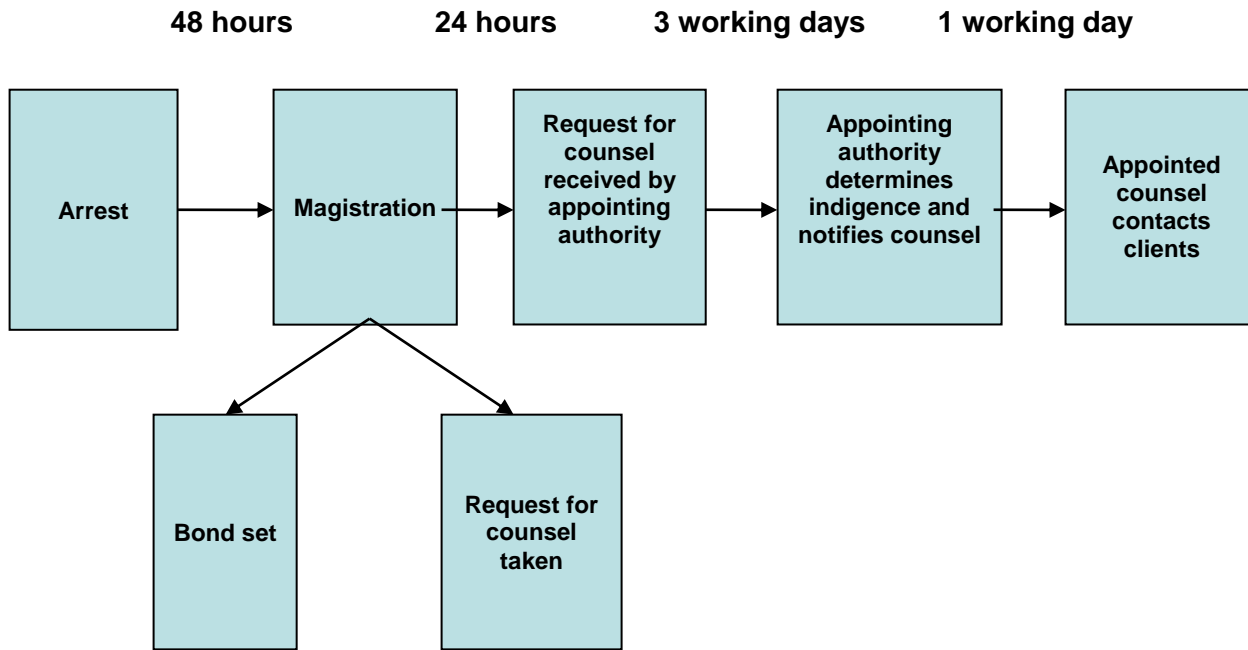 48 hours
24 hours
3 working days
1 working day
Arrest
Magistration
Request for
counsel
received by
appointing
authority
Appointing
authority
determines
indigence and
notifies counsel
Appointed
counsel
contacts
clients
Bond set
Request for
counsel
taken